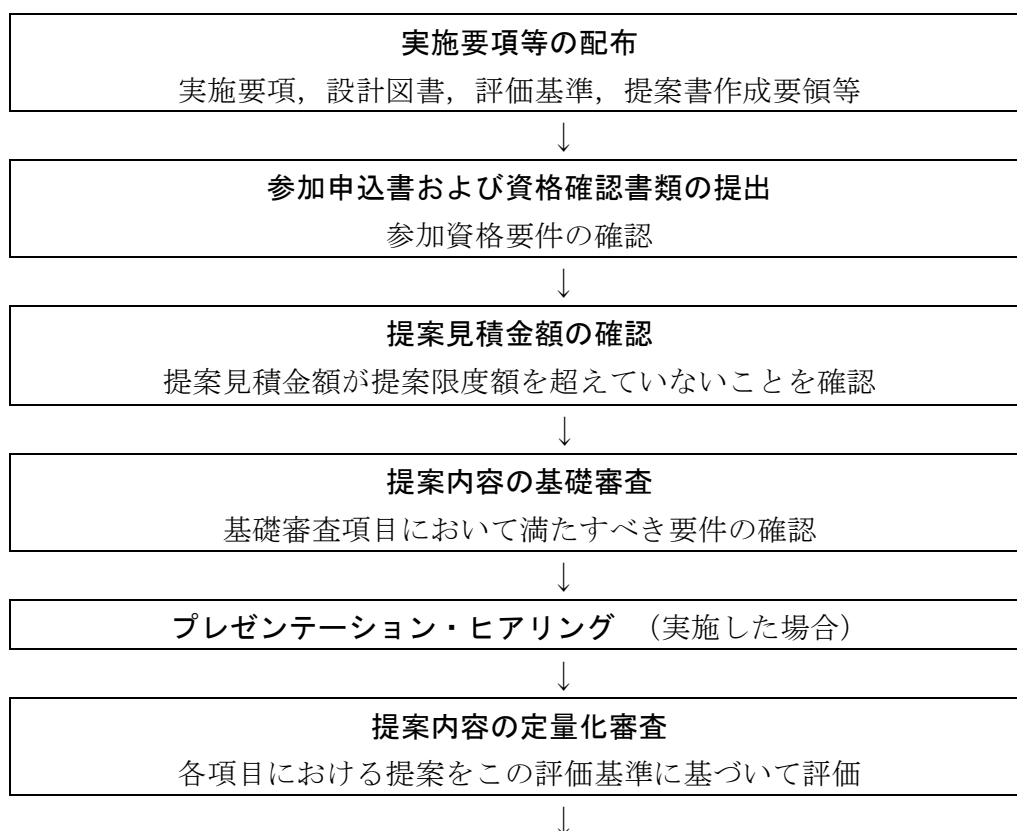 実施要項等の配布
実施要項，設計図書，評価基準，提案書作成要領等
↓
参加申込書および資格確認書類の提出
参加資格要件の確認
↓
提案見積金額の確認
提案見積金額が提案限度額を超えていないことを確認
↓
提案内容の基礎審査
基礎審査項目において満たすべき要件の確認
↓
プレゼンテーション・ヒアリング　（実施した場合）
↓
提案内容の定量化審査
各項目における提案をこの評価基準に基づいて評価
↓